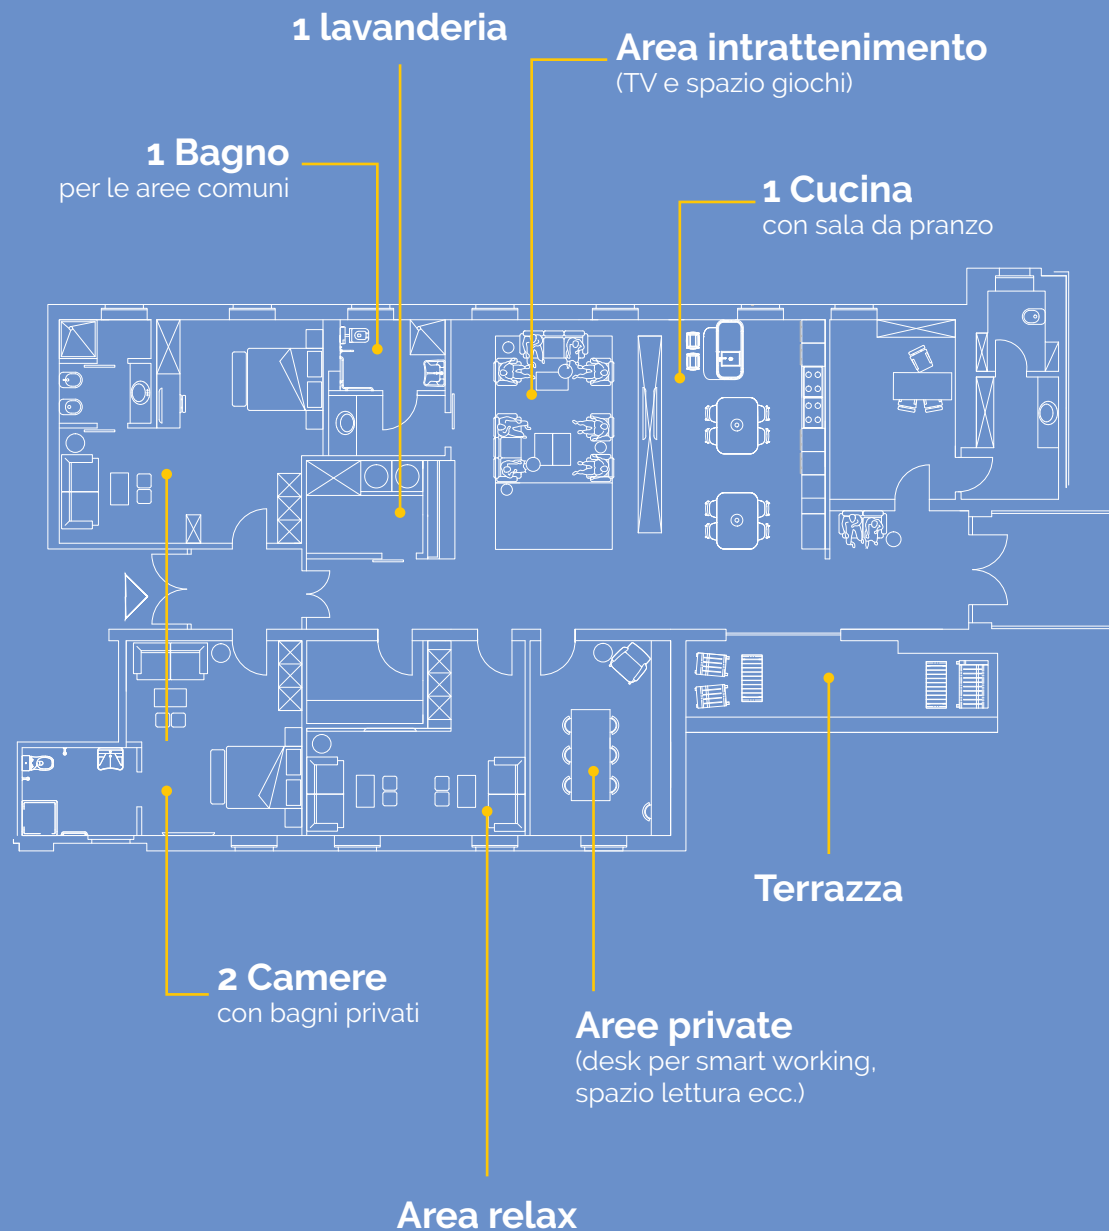 1 lavanderia
Area intrattenimento
(TV e spazio giochi)
1 Bagno
per le aree comuni
1 Cucina
con sala da pranzo
Terrazza
2 Camere
con bagni privati
Aree private
(desk per smart working,
spazio lettura ecc.)
Area relax